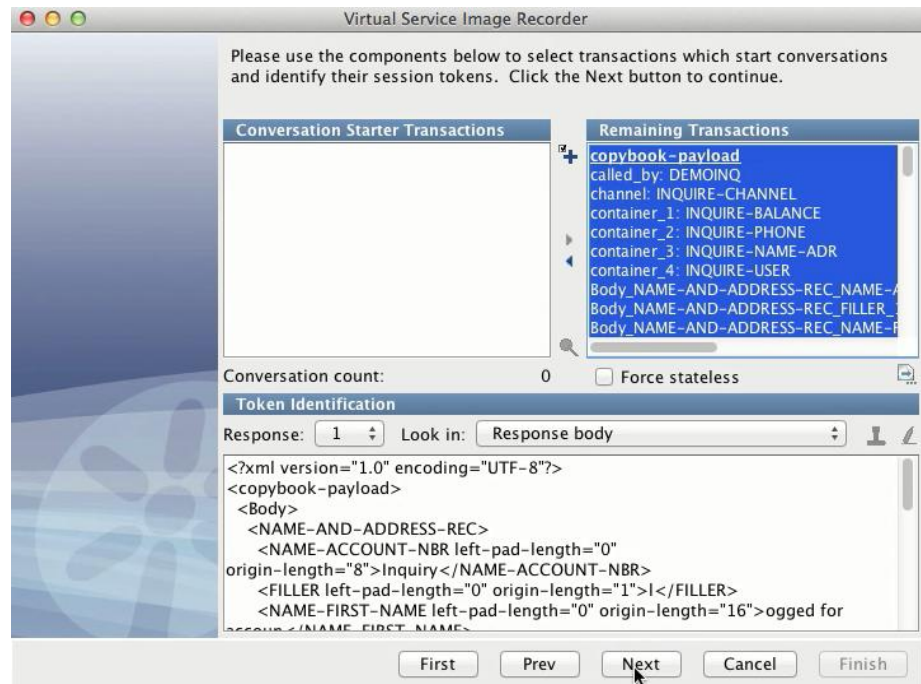 Virtual Service Image Recorder
Please use the components below to select transactions which start conversations
and identify their session tokens. Click the Next button to continue.
Conversation Starter Transactions
Remaining Transactions
copybook-payload
called_by: DEMOINQ
channel: INQUIRE-CHANNEL
container_1: INQUIRE-BALANCE
container_2: INQUIRE-PHONE
container_3: INQUIRE-NAME-ADR
container_4: INQUIRE-USER
Body_NAME-AND-ADDRESS-REC_NAME-
Body_NAME-AND-ADDRESS-REC_FILLER_
Body_NAME-AND-ADDRESS-REC_NAME-
Conversation count: 0
Force stateless
Token Identification
Response: 1 Look in: Response body
<?xml version="1.0" encoding="UTF-8"?>
<copybook-payload>
<Body>
<NAME-AND-ADDRESS-REC>
<NAME-ACCOUNT-NBR left-pad-length="0"
origin-length="8">Inquiry</NAME-ACCOUNT-NBR>
<FILLER left-pad-length="0" origin-length="1">l</FILLER>
<NAME-FIRST-NAME left-pad-length="0" origin-length="16">ogged for
accoun</NAME-FIRST-NAME>
First Prev Next Cancel Finish